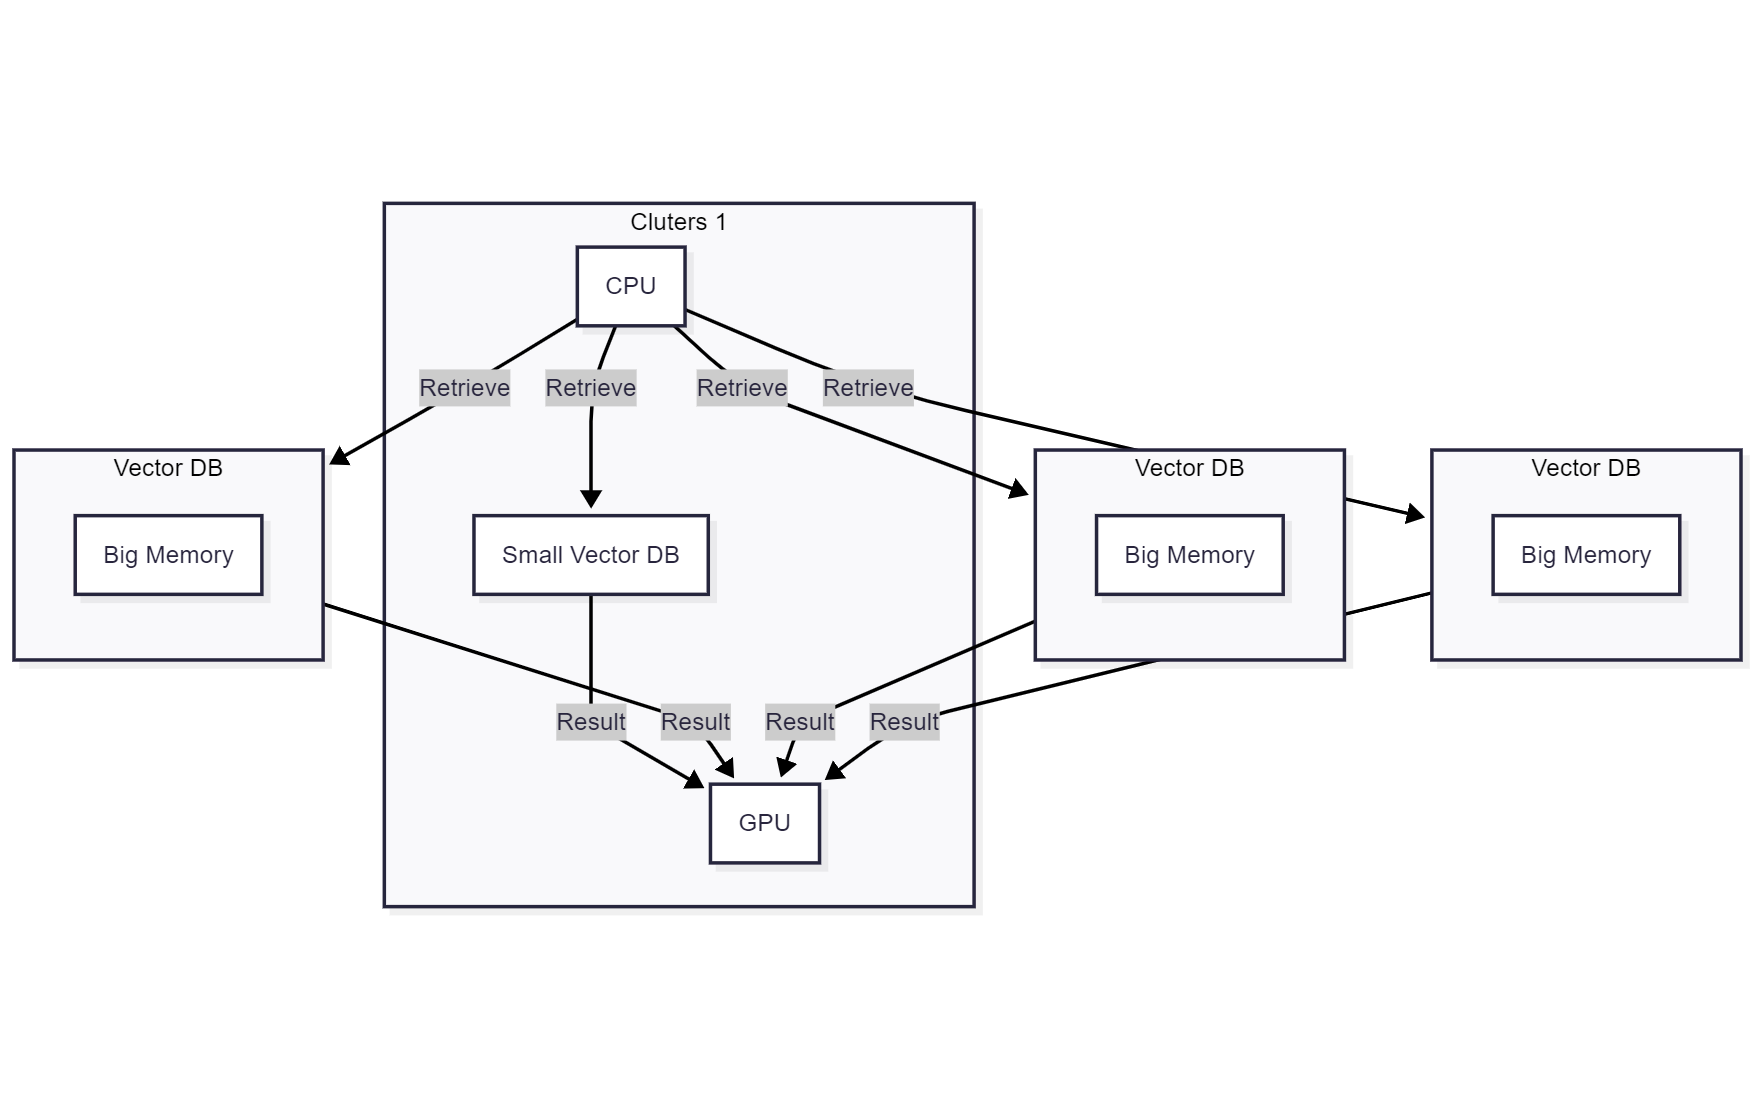 Cluters 1
CPU
Retrieve
Retrieve
Retrieve
Retrieve
Vector DB
Big Memory
Small Vector DB
Vector DB
Big Memory
Vector DB
Big Memory
Result
Result
Result
Result
GPU